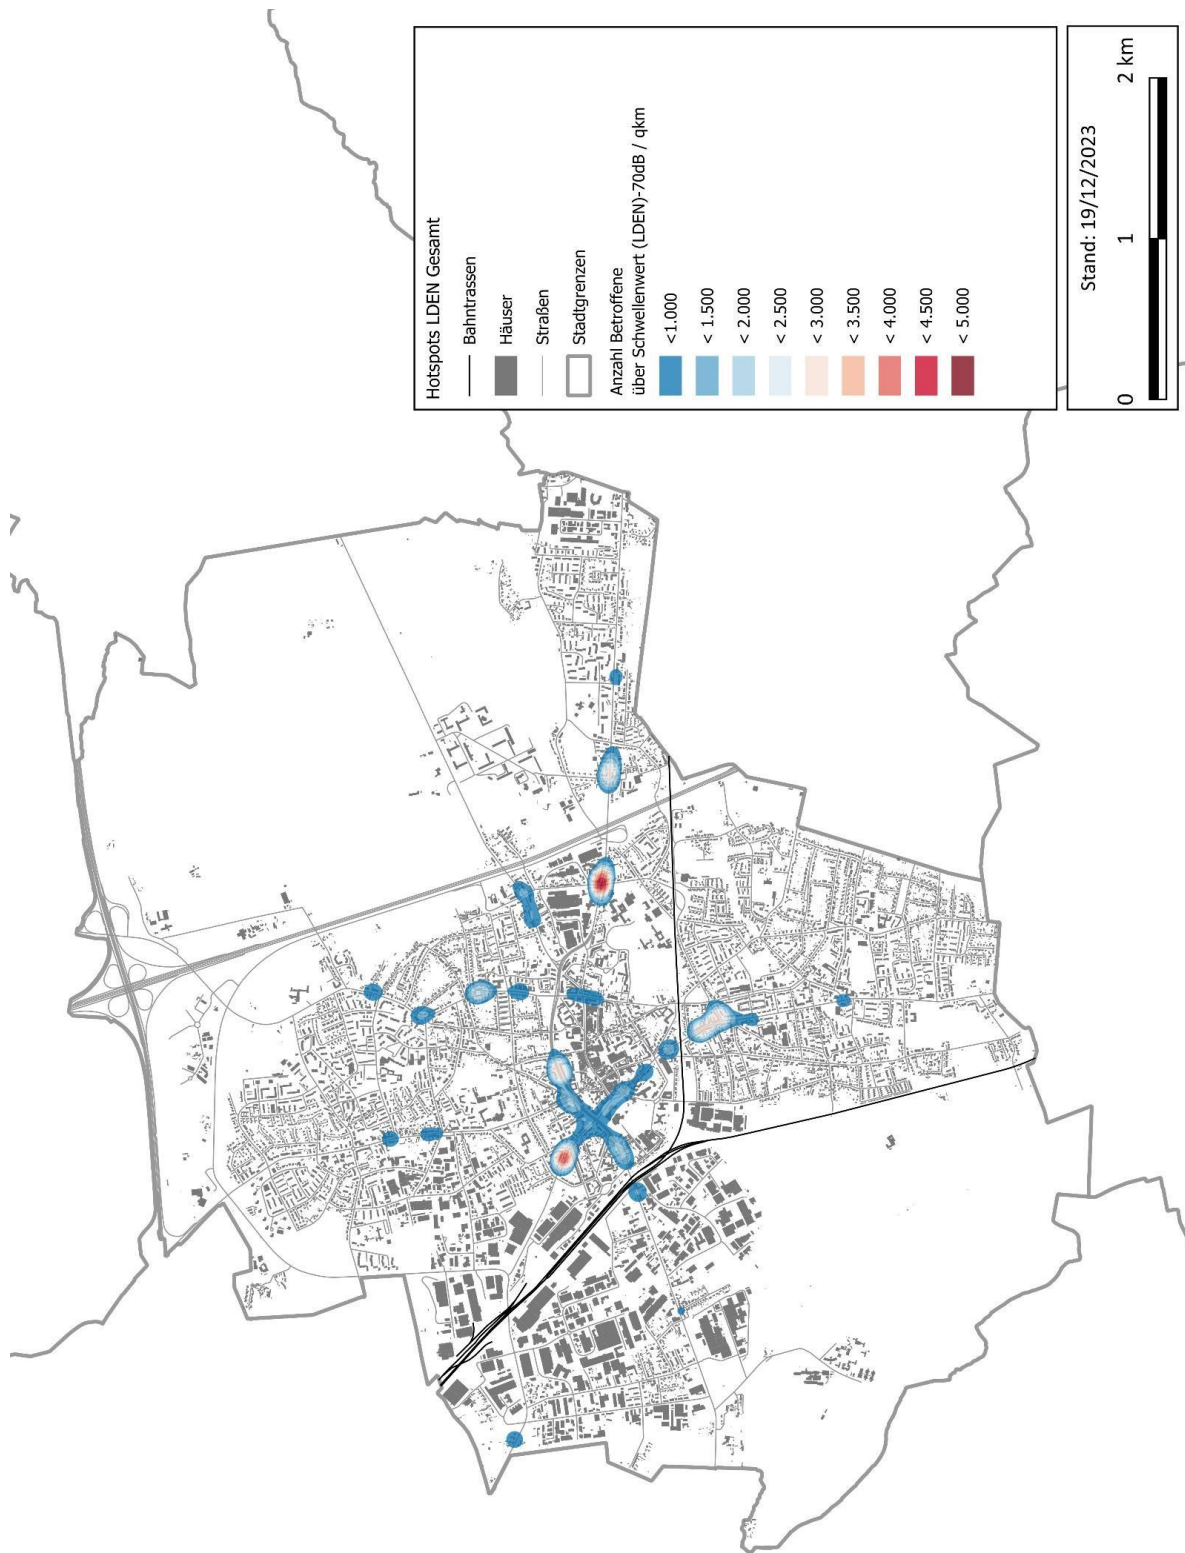 Hotspots LDEN Gesamt
Bahntrassen
Häuser
Straßen
Stadtgrenzen
Anzahl Betroffene
über Schwellenwert (LDEN)-70dB / qkm
<1.000
< 1.500
< 2.000
< 2.500
< 3.000
< 3.500
< 4.000
< 4.500
< 5.000
Stand: 19/12/2023
0 1 2 km